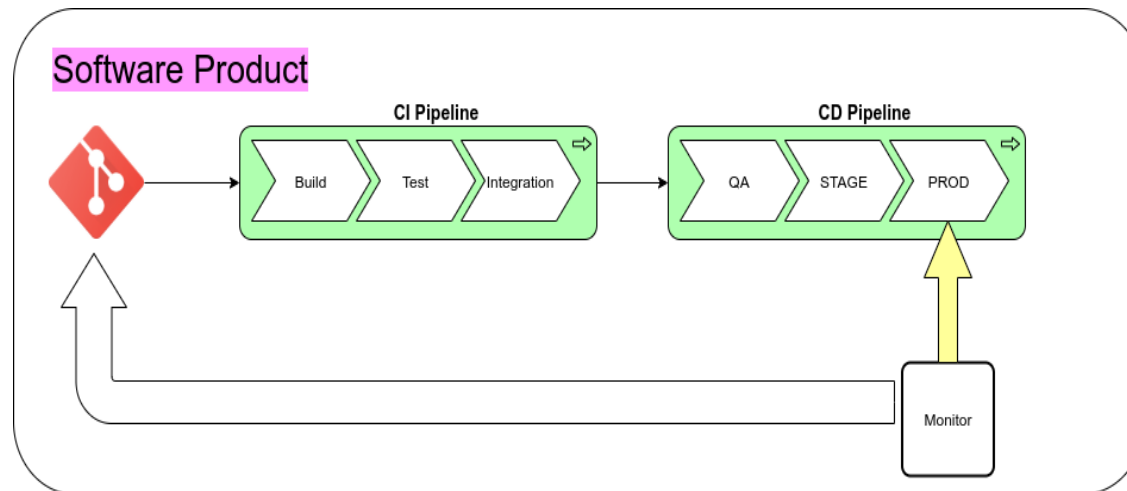 Software Product
CI Pipeline
CD Pipeline
Build
Test
Integration
QA
STAGE
PROD
Monitor